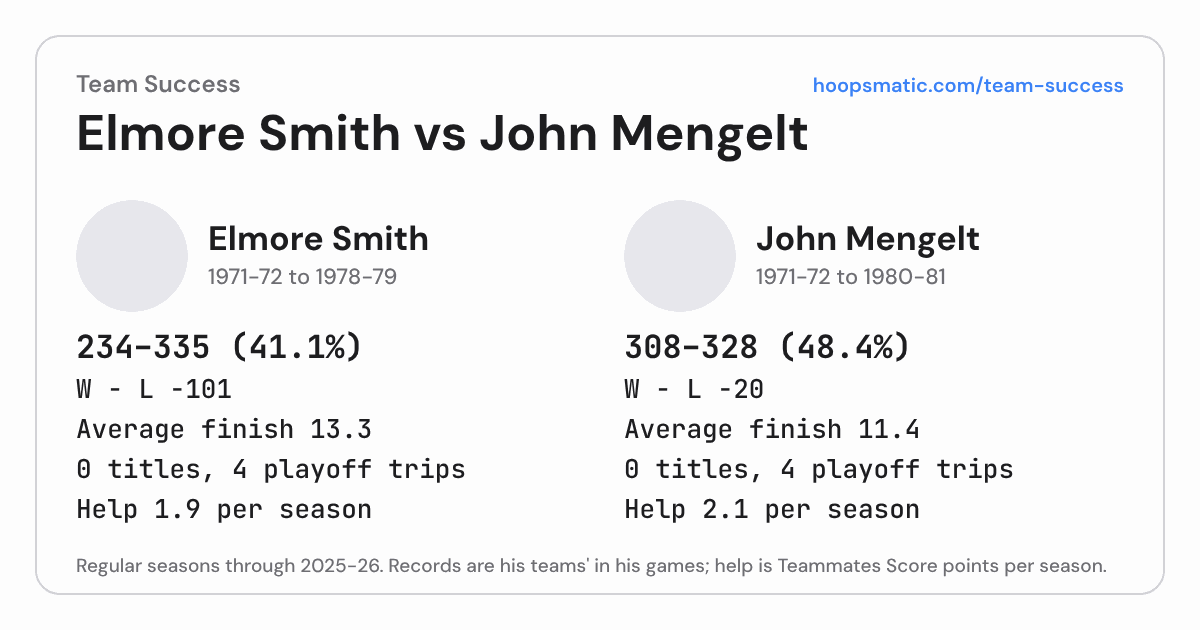 Team Success
hoopsmatic.com/team-success
Elmore Smith vs John Mengelt
Elmore Smith
1971-72 to 1978-79
234-335 (41.1%)
W - L -101
Average finish 13.3
0 titles, 4 playoff trips
Help 1.9 per season
John Mengelt
1971-72 to 1980-81
308-328 (48.4%)
W - L -20
Average finish 11.4
0 titles, 4 playoff trips
Help 2.1 per season
Regular seasons through 2025-26. Records are his teams' in his games; help is Teammates Score points per season.